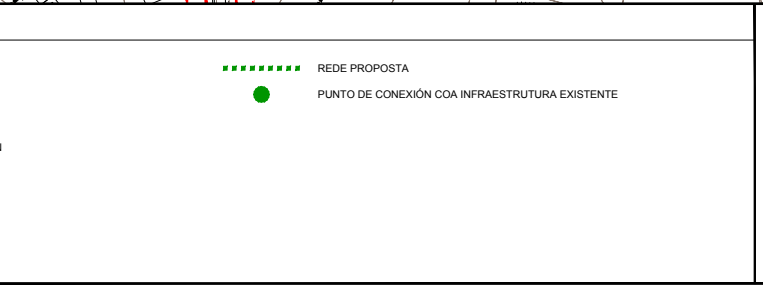 REDE PROPOSTA
PUNTO DE CONEXIÓN COA INFRAESTRUTURA EXISTENTE